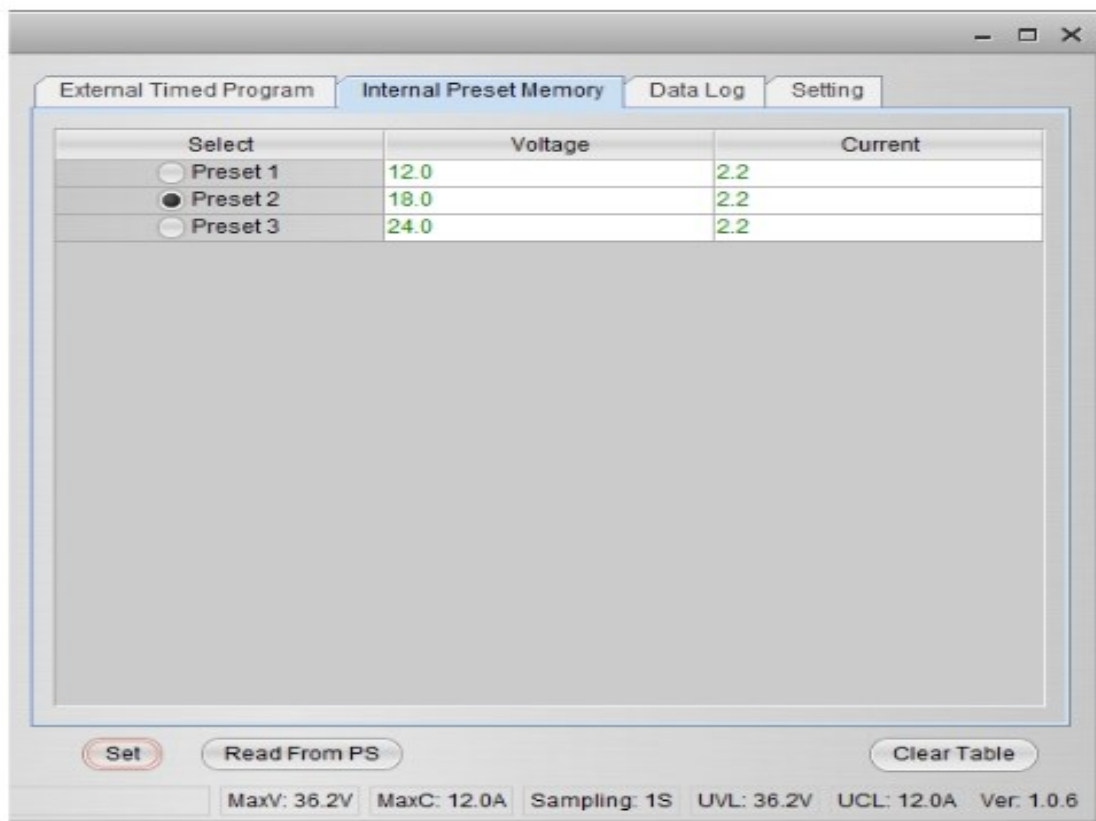 External Timed Program Internal Preset Memory Data Log Setting
Select Voltage Current
Preset 1 12.0 2.2
Preset 2 18.0 2.2
Preset 3 24.0 2.2
Set Read From PS Clear Table
MaxV: 36.2V MaxC: 12.0A Sampling: 1S UVL: 36.2V UCL: 12.0A Ver: 1.0.6